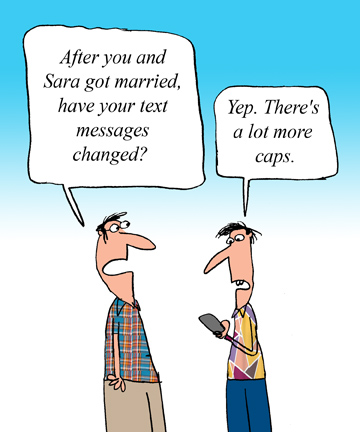 After you and
Sara got married,
have your text
messages
changed?
Yep. There's
a lot more
caps.